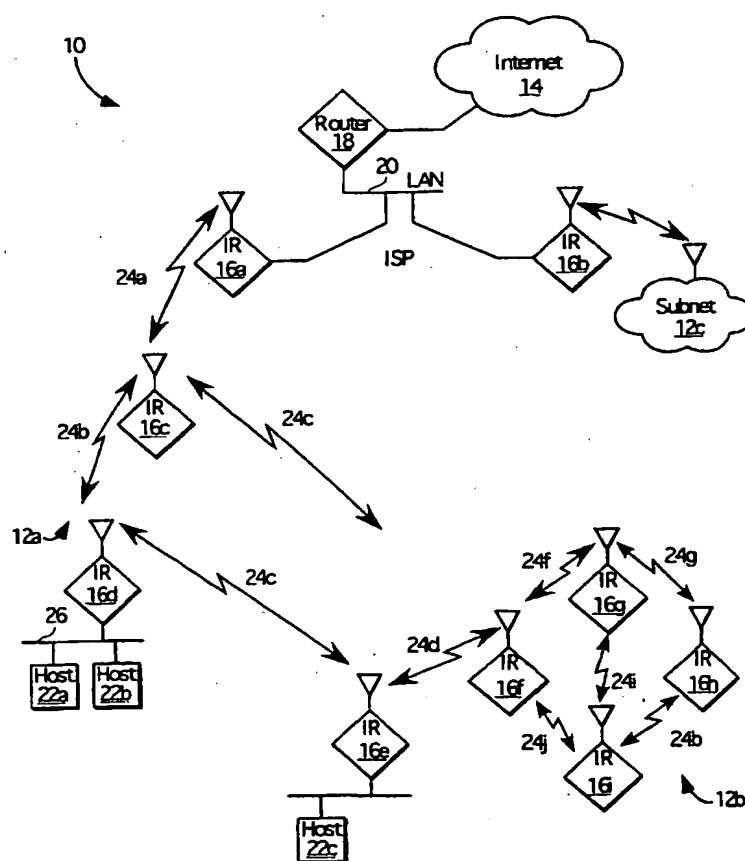 10
Internet
14
Router
18
20
LAN
IR
16a
ISP
IR
16b
24a
Subnet
12c
IR
16c
24b
24c
12a
IR
16d
24c
24f
24g
IR
16g
26
24d
IR
16f
IR
16h
Host
22a
Host
22b
24i
IR
16e
24j
24b
IR
16i
12b
Host
22c